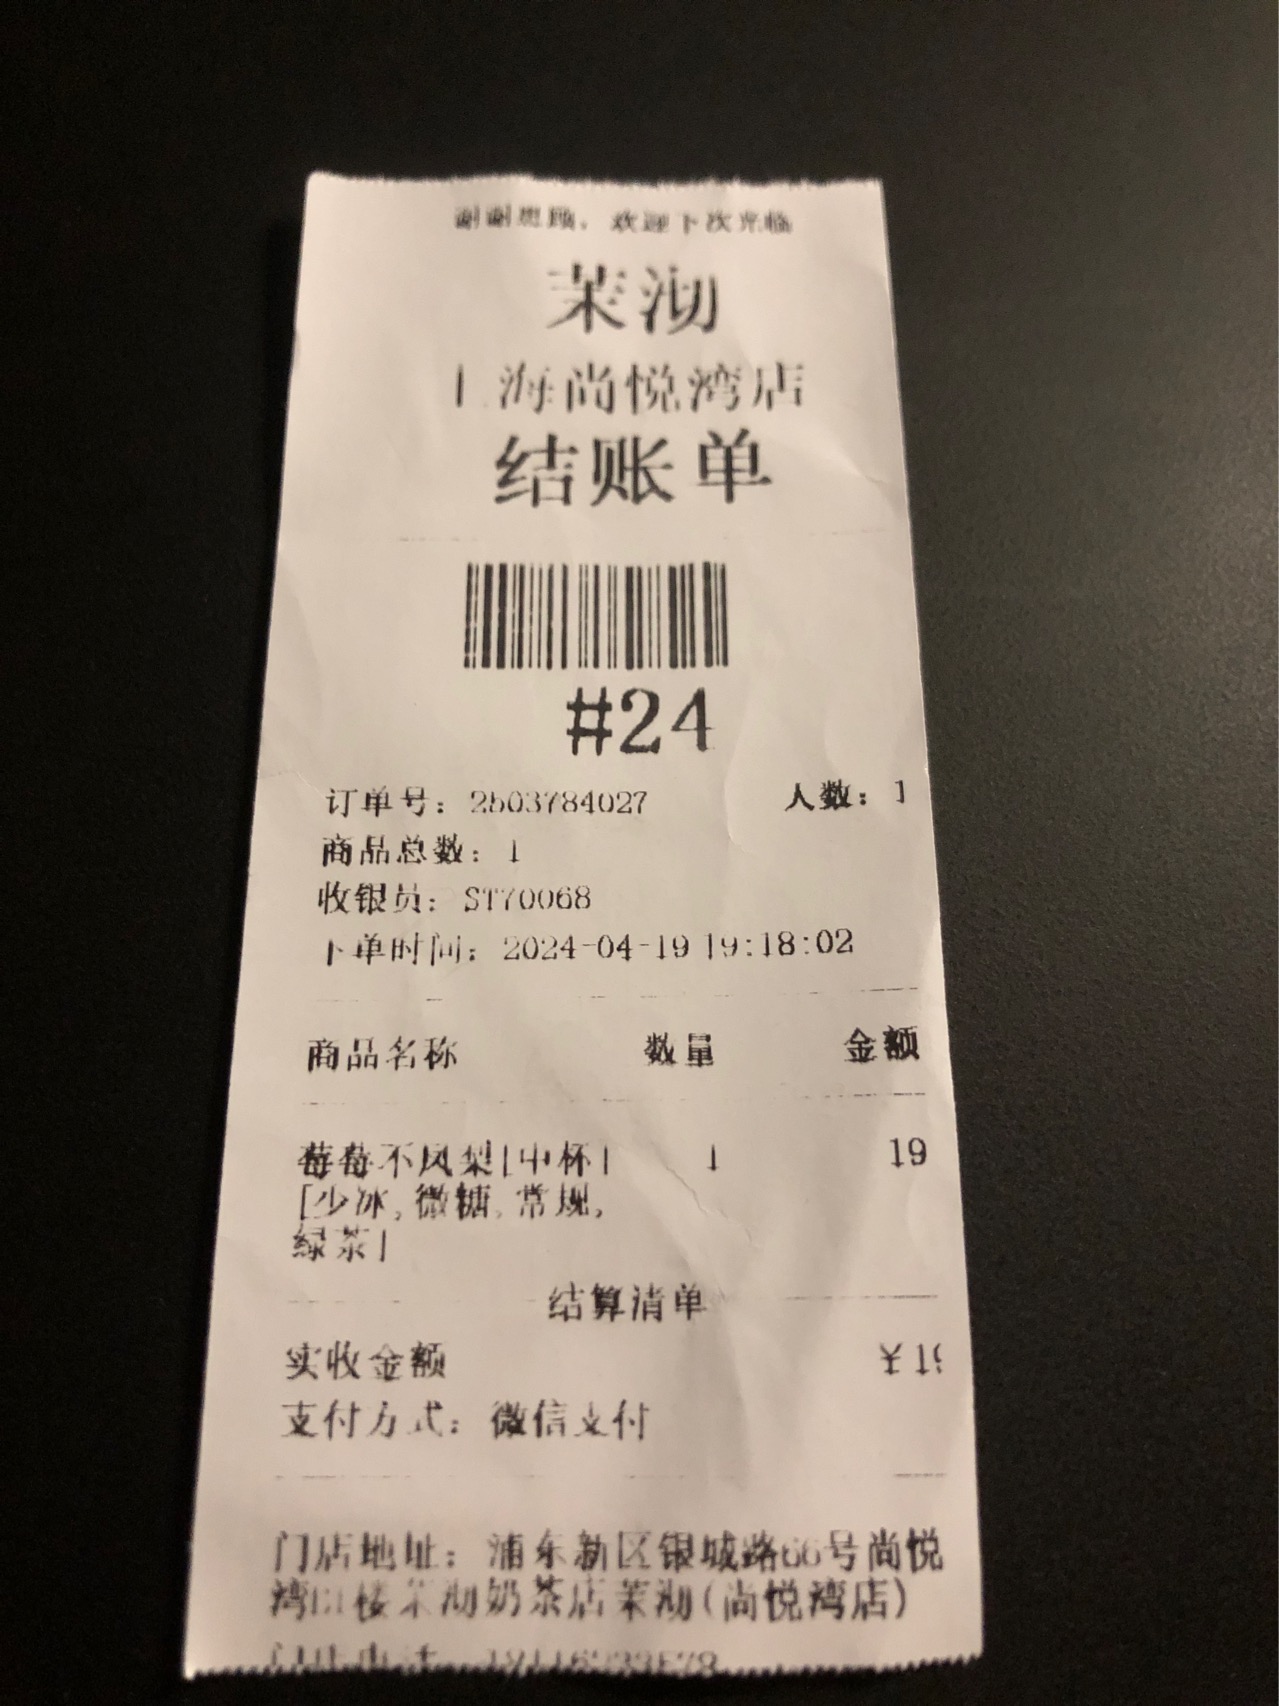 谢谢惠顾，欢迎下次光临
茉沏
上海尚悦湾店
结账单
#24
订单号：2503784027 人数：1
商品总数：1
收银员：ST70068
下单时间：2024-04-19 19:18:02
商品名称 数量 金额
莓莓不凤梨[中杯] 1 19
[少冰,微糖,常规,
绿茶]
结算清单
实收金额
支付方式：微信支付
门店地址：浦东新区银城路66号尚悦
湾 楼茉沏奶茶店茉沏(尚悦湾店)